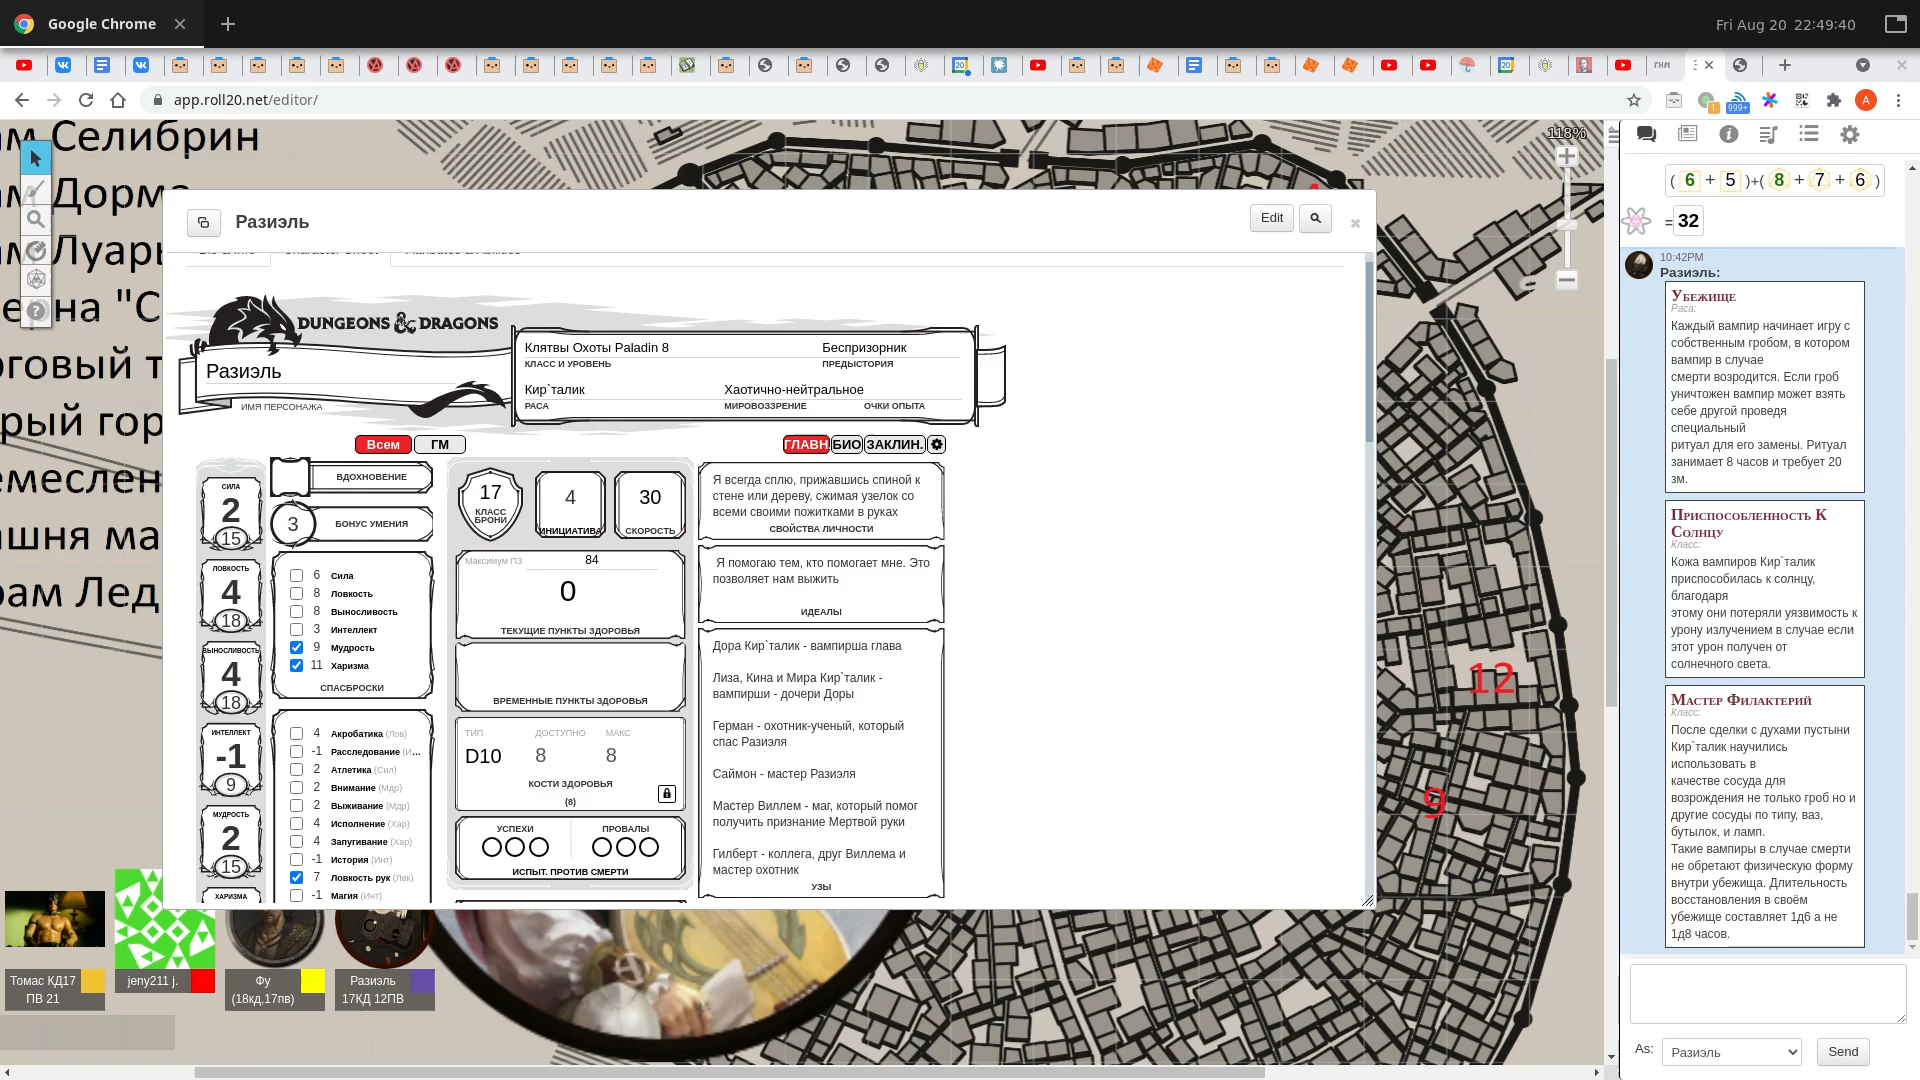 Google Chrome
Fri Aug 20 22:49:40
app.roll20.net/editor/
ам Селибрин
Дорма
Луар
на "С
рговый т
рый гор
емеслен
ашня ма
рам Лед
118%
12
9
Разиэль
Edit
DUNGEONS & DRAGONS
Разиэль
ИМЯ ПЕРСОНАЖА
Клятвы Охоты Paladin 8
Беспризорник
КЛАСС И УРОВЕНЬ
ПРЕДЫСТОРИЯ
Кир`талик
Хаотично-нейтральное
РАСА
МИРОВОЗЗРЕНИЕ
ОЧКИ ОПЫТА
Всем
ГМ
ГЛАВН
БИО
ЗАКЛИН.
СИЛА
2
15
ЛОВКОСТЬ
4
18
ВЫНОСЛИВОСТЬ
4
18
ИНТЕЛЛЕКТ
-1
9
МУДРОСТЬ
2
15
ХАРИЗМА
ВДОХНОВЕНИЕ
3
БОНУС УМЕНИЯ
6 Сила
8 Ловкость
8 Выносливость
3 Интеллект
9 Мудрость
11 Харизма
СПАСБРОСКИ
4 Акробатика (Лов)
-1 Расследование (И...
2 Атлетика (Сил)
2 Внимание (Мдр)
2 Выживание (Мдр)
4 Исполнение (Хар)
4 Запугивание (Хар)
-1 История (Инт)
7 Ловкость рук (Лвк)
-1 Магия (Инт)
17
КЛАСС
БРОНИ
4
ИНИЦИАТИВА
30
СКОРОСТЬ
Максимум ПЗ
84
0
ТЕКУЩИЕ ПУНКТЫ ЗДОРОВЬЯ
ВРЕМЕННЫЕ ПУНКТЫ ЗДОРОВЬЯ
ТИП ДОСТУПНО МАКС
D10 8 8
КОСТИ ЗДОРОВЬЯ
(8)
УСПЕХИ
ПРОВАЛЫ
ИСПЫТ. ПРОТИВ СМЕРТИ
Я всегда сплю, прижавшись спиной к
стене или дереву, сжимая узелок со
всеми своими пожитками в руках
СВОЙСТВА ЛИЧНОСТИ
Я помогаю тем, кто помогает мне. Это
позволяет нам выжить
ИДЕАЛЫ
Дора Кир`талик - вампирша глава
Лиза, Кина и Мира Кир`талик -
вампирши - дочери Доры
Герман - охотник-ученый, который
спас Разиэля
Саймон - мастер Разиэля
Мастер Виллем - маг, который помог
получить признание Мертвой руки
Гилберт - коллега, друг Виллема и
мастер охотник
УЗЫ
Томас КД17
ПВ 21
jeny211 j.
Фу
(18кд,17пв)
Разиэль
17КД 12ПВ
(6+5)+(8+7+6)
=32
10:42PM
Разиэль:
Убежище
Раса:
Каждый вампир начинает игру с
собственным гробом, в котором
вампир в случае
смерти возродится. Если гроб
уничтожен вампир может взять
себе другой проведя
специальный
ритуал для его замены. Ритуал
занимает 8 часов и требует 20
зм.
Приспособленность К
Солнцу
Класс:
Кожа вампиров Кир`талик
приспособилась к солнцу,
благодаря
этому они потеряли уязвимость к
урону излучением в случае если
этот урон получен от
солнечного света.
Мастер Филактерий
Класс:
После сделки с духами пустыни
Кир`талик научились
использовать в
качестве сосуда для
возрождения не только гроб но и
другие сосуды по типу, ваз,
бутылок, и ламп.
Такие вампиры в случае смерти
не обретают физическую форму
внутри убежища. Длительность
восстановления в своём
убежище составляет 1д6 а не
1д8 часов.
As:
Разиэль
Send